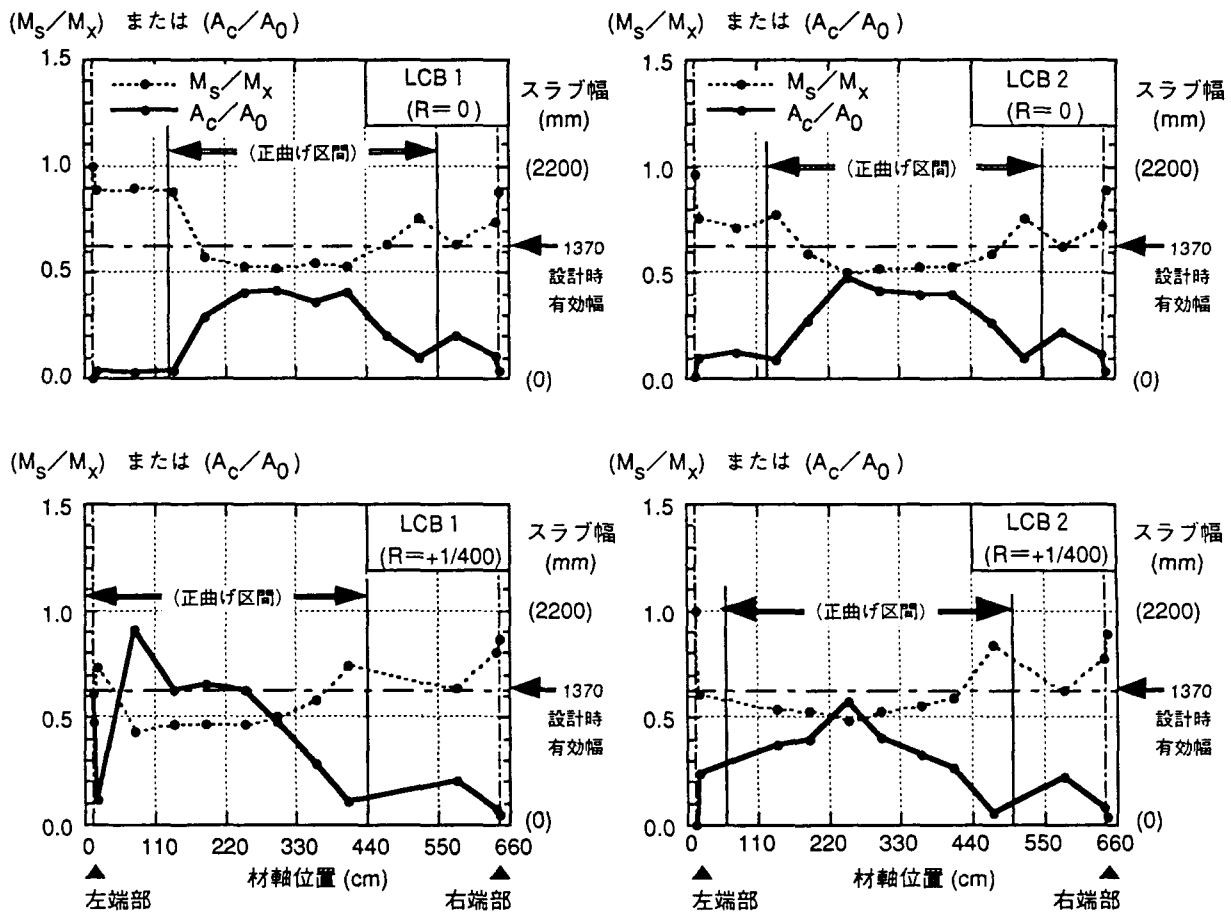 (Ms/Mx) または (Ac/A0)
1.5
Ms/Mx
Ac/A0
LCB 1
(R=0)
スラブ幅
(mm)
(正曲げ区間)
1.0
(2200)
1370
設計時
有効幅
0.5
0.0
(0)
(Ms/Mx) または (Ac/A0)
1.5
Ms/Mx
Ac/A0
LCB 2
(R=0)
スラブ幅
(mm)
(正曲げ区間)
1.0
(2200)
1370
設計時
有効幅
0.5
0.0
(0)
(Ms/Mx) または (Ac/A0)
1.5
LCB 1
(R=+1/400)
スラブ幅
(mm)
(正曲げ区間)
1.0
(2200)
1370
設計時
有効幅
0.5
0.0
(0)
0 110 220 330 440 550 660
材軸位置 (cm)
左端部
右端部
(Ms/Mx) または (Ac/A0)
1.5
LCB 2
(R=+1/400)
スラブ幅
(mm)
(正曲げ区間)
1.0
(2200)
1370
設計時
有効幅
0.5
0.0
(0)
0 110 220 330 440 550 660
材軸位置 (cm)
左端部
右端部